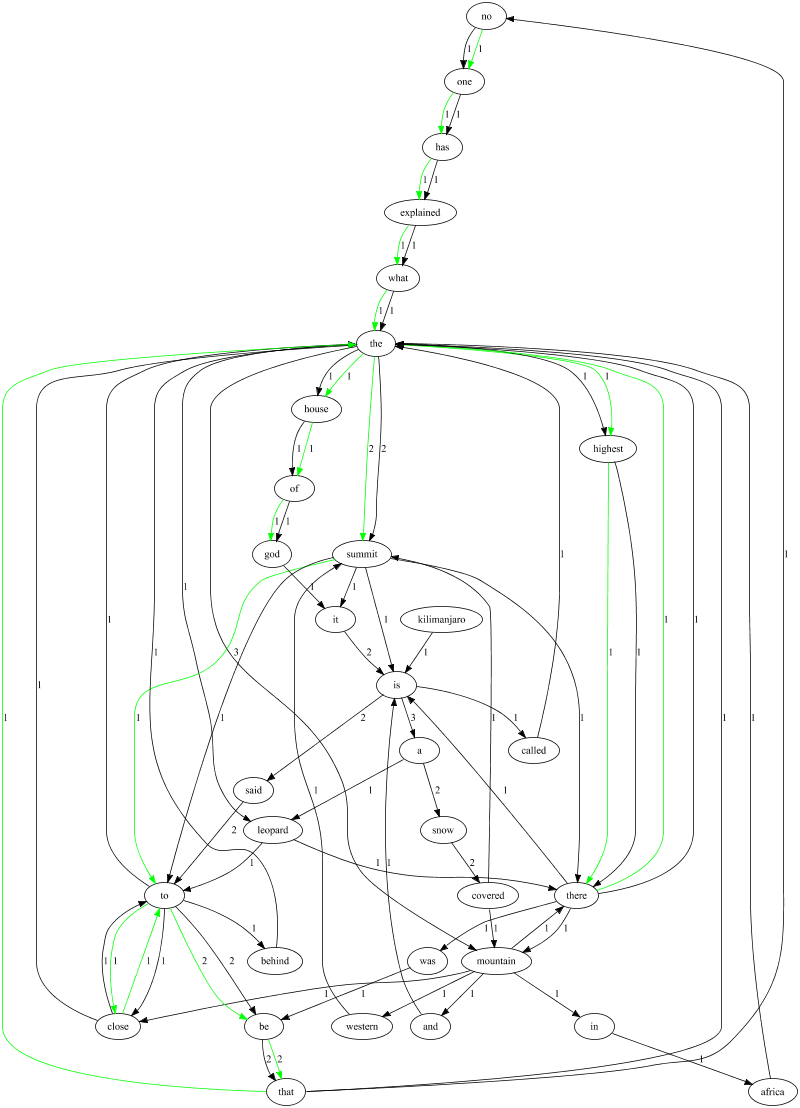 no
1 1
one
1 1
has
1 1
explained
1 1
what
1 1
the
1 1 1 1
house
highest
1 1 2 2
of
1 1
god
summit
1
1 1
it
kilimanjaro
1 1 2 1 1 1
is
1 3 1 1 2 3 1
a
called
1 1
said
1 2
leopard
snow
2 1 2
to
1 1
covered
there
1 1 1 1
behind
was
mountain
1 1 1 1 2 2
close
be
1 1 1 1 1
western
and
in
2 2 1
that
africa